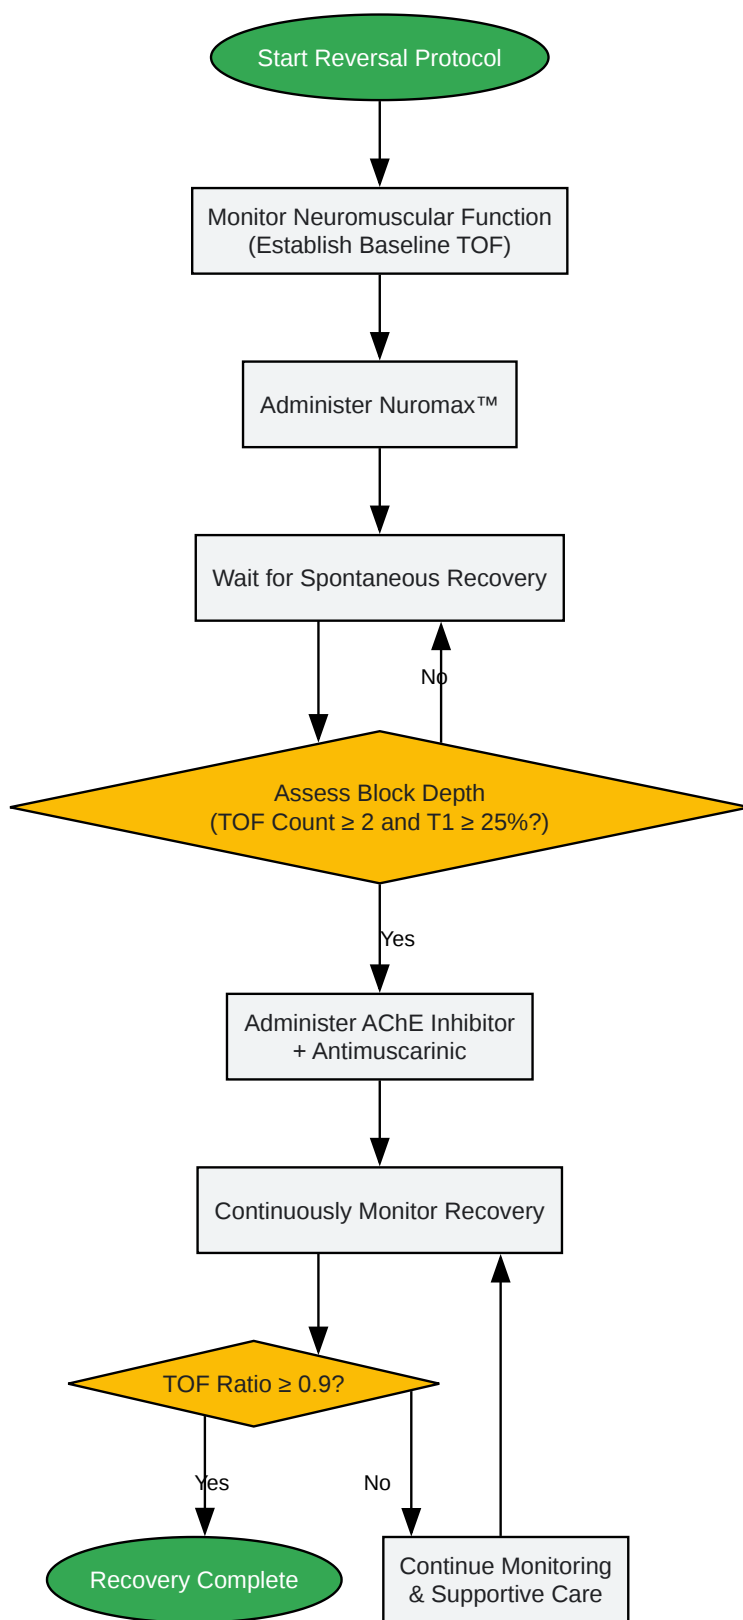 Start Reversal Protocol
Monitor Neuromuscular Function
(Establish Baseline TOF)
Administer Nuromax™
Wait for Spontaneous Recovery
No
Assess Block Depth
(TOF Count ≥ 2 and T1 ≥ 25%?)
Yes
Administer AChE Inhibitor
+ Antimuscarinic
Continuously Monitor Recovery
TOF Ratio ≥ 0.9?
Yes
No
Recovery Complete
Continue Monitoring
& Supportive Care